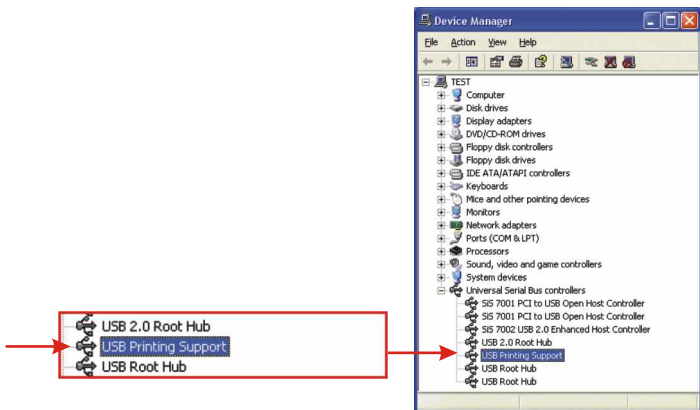 Device Manager
File Action View Help
TEST
Computer
Disk drives
Display adapters
DVD/CD-ROM drives
Floppy disk controllers
Floppy disk drives
IDE ATA/ATAPI controllers
Keyboards
Mice and other pointing devices
Monitors
Network adapters
Ports (COM & LPT)
Processors
Sound, video and game controllers
System devices
Universal Serial Bus controllers
SiS 7001 PCI to USB Open Host Controller
SiS 7001 PCI to USB Open Host Controller
SiS 7002 USB 2.0 Enhanced Host Controller
USB 2.0 Root Hub
USB Printing Support
USB Root Hub
USB Root Hub
USB 2.0 Root Hub
USB Printing Support
USB Root Hub